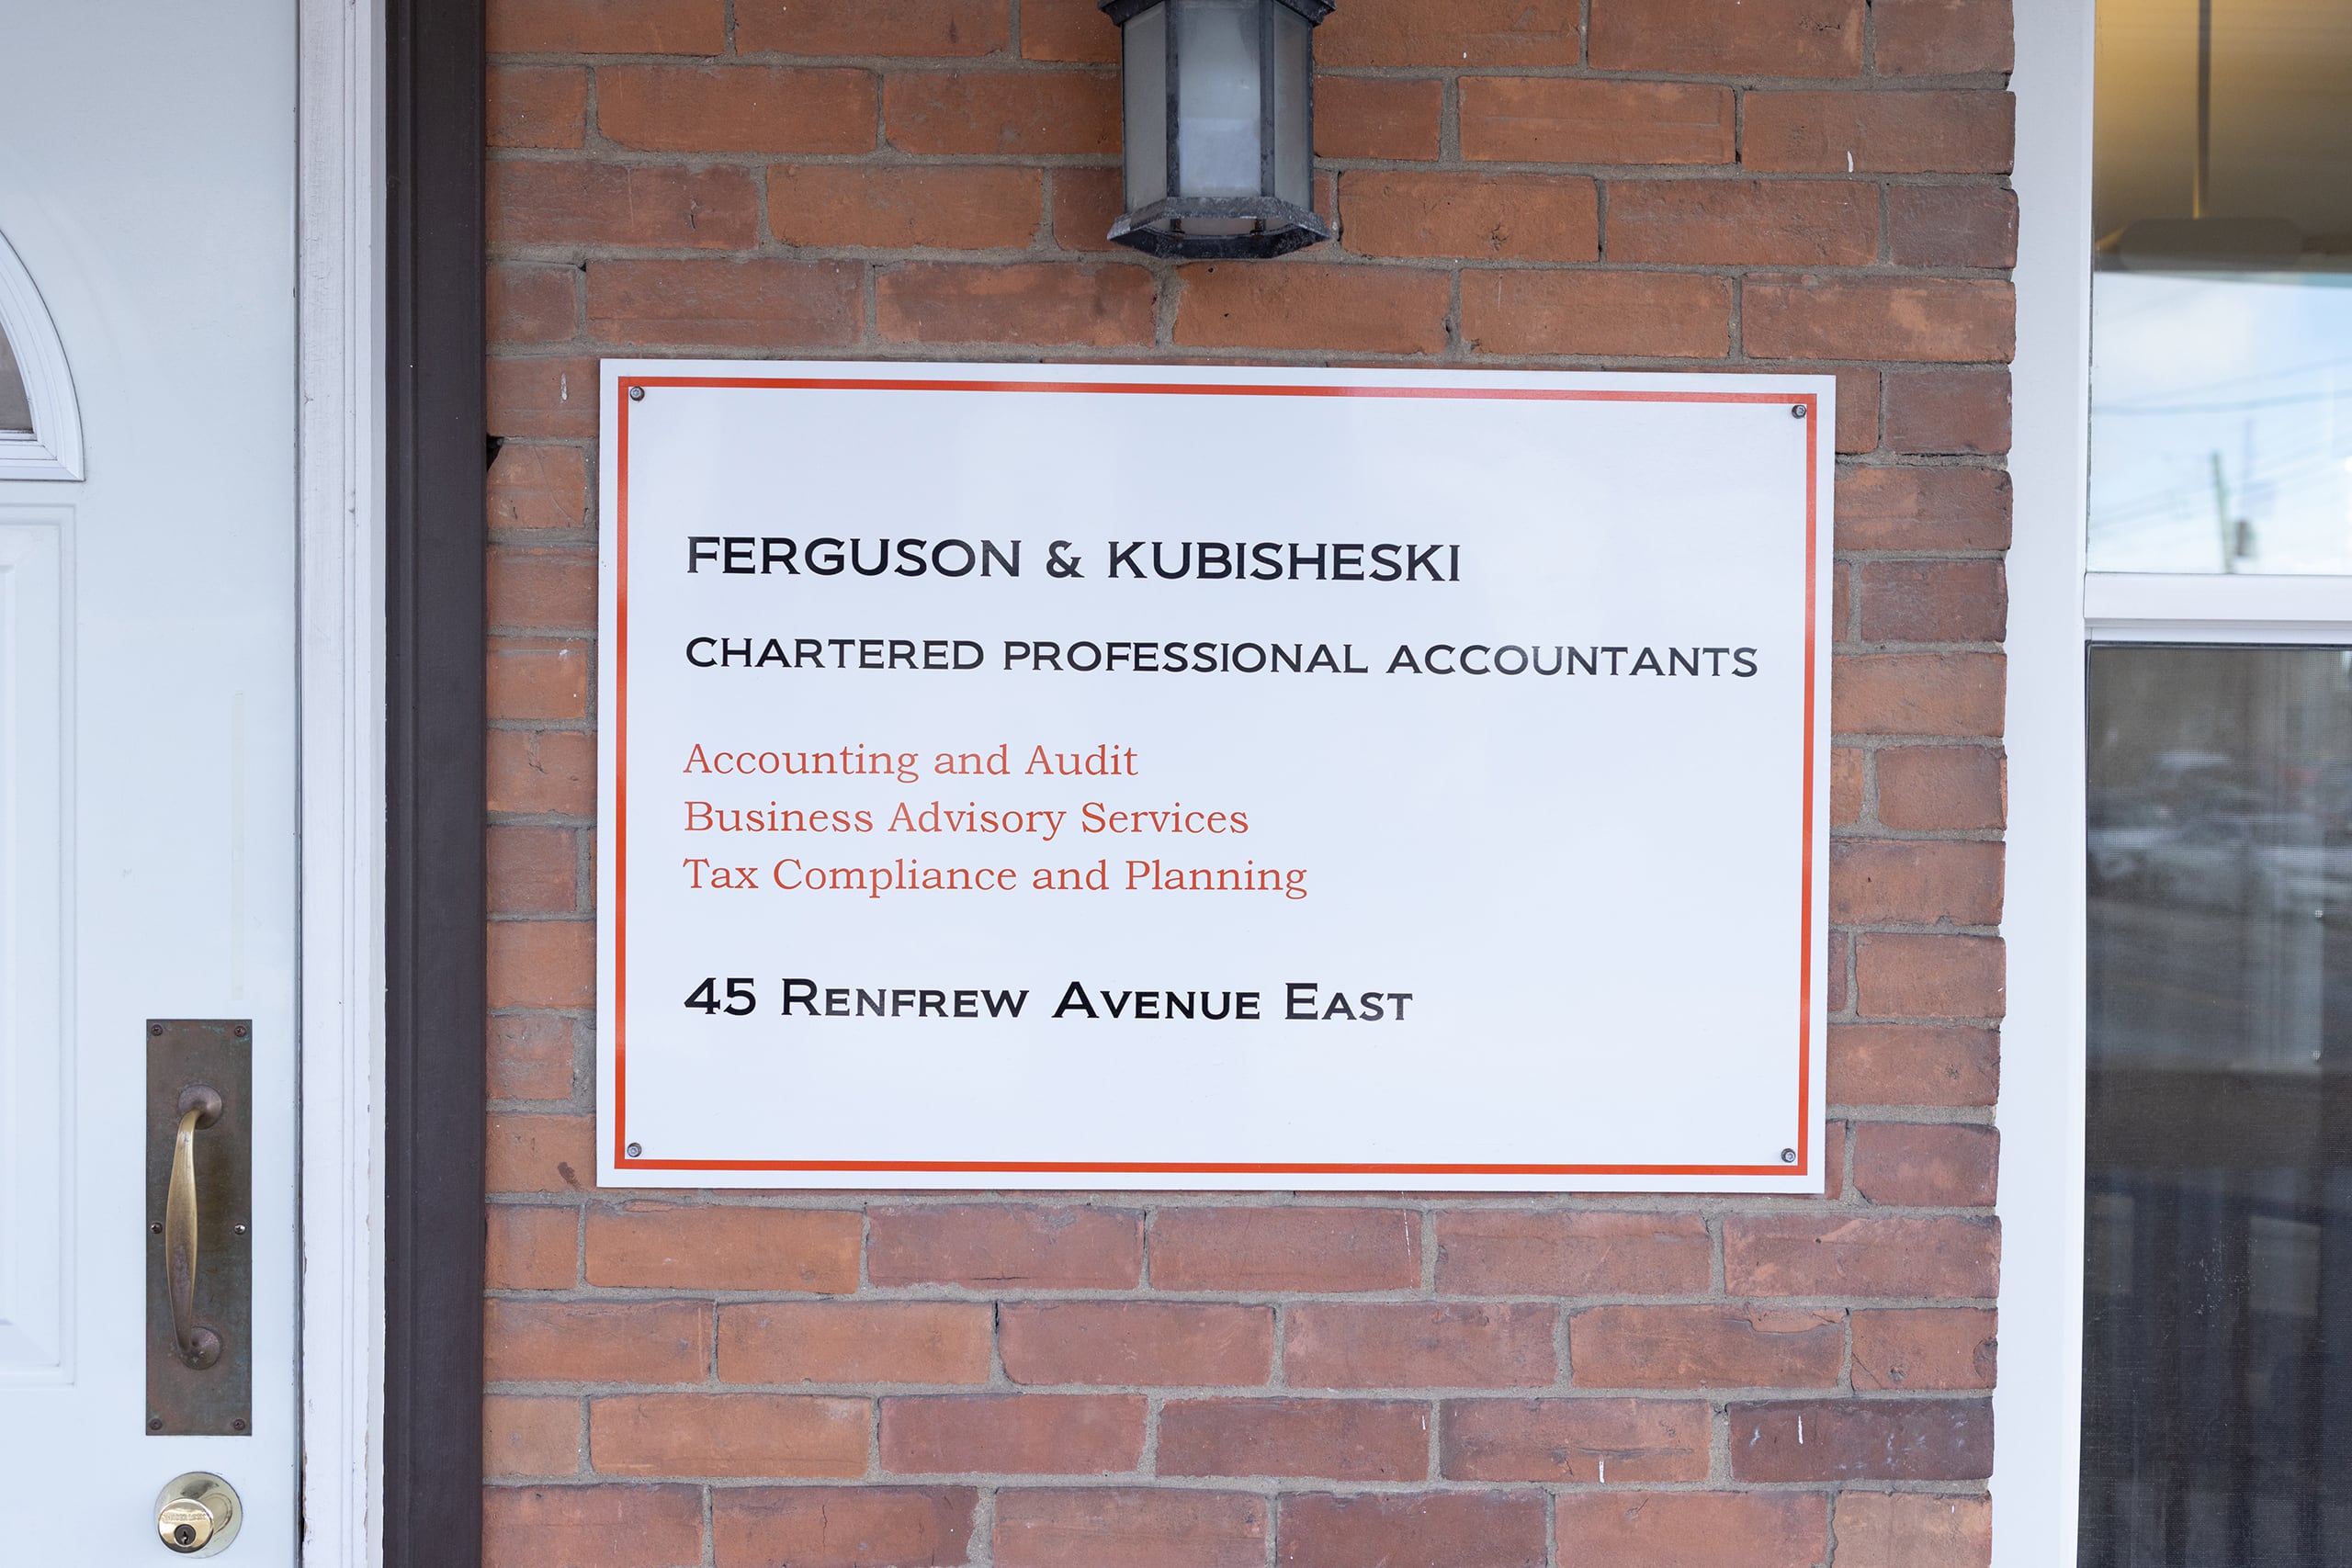 FERGUSON & KUBISHESKI
CHARTERED PROFESSIONAL ACCOUNTANTS
Accounting and Audit
Business Advisory Services
Tax Compliance and Planning
45 RENFREW AVENUE EAST